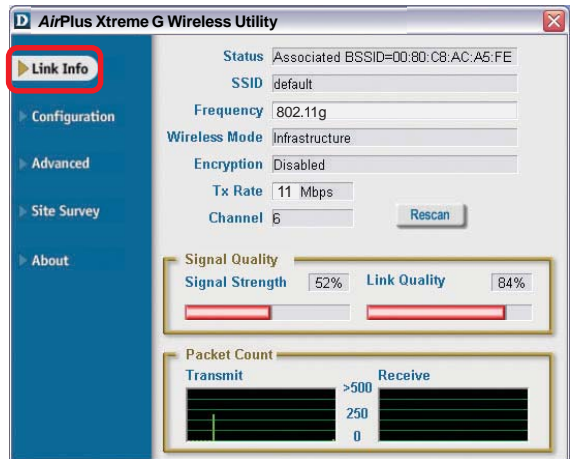 D AirPlus Xtreme G Wireless Utility
Link Info
Configuration
Advanced
Site Survey
About
Status Associated BSSID=00:80:C8:AC:A5:FE
SSID default
Frequency 802.11g
Wireless Mode Infrastructure
Encryption Disabled
Tx Rate 11 Mbps
Channel 6 Rescan
Signal Quality
Signal Strength 52% Link Quality 84%
Packet Count
Transmit Receive
>500
250
0